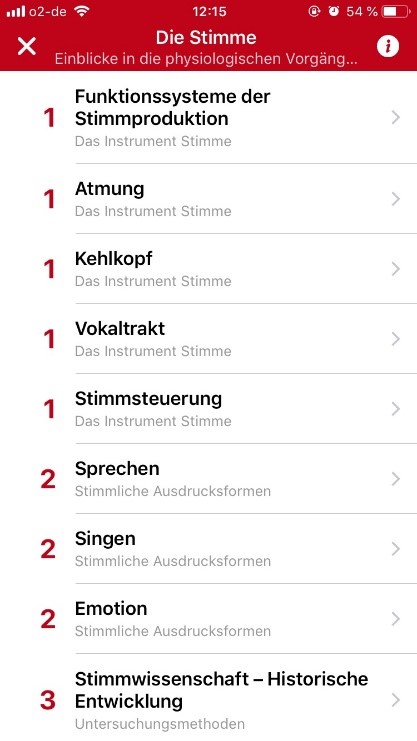 o2-de 12:15 54 %
Die Stimme
Einblicke in die physiologischen Vorgäng...
1 Funktionssysteme der
Stimmproduktion
Das Instrument Stimme
1 Atmung
Das Instrument Stimme
1 Kehlkopf
Das Instrument Stimme
1 Vokaltrakt
Das Instrument Stimme
1 Stimmsteuerung
Das Instrument Stimme
2 Sprechen
Stimmliche Ausdrucksformen
2 Singen
Stimmliche Ausdrucksformen
2 Emotion
Stimmliche Ausdrucksformen
3 Stimmwissenschaft – Historische
Entwicklung
Untersuchungsmethoden